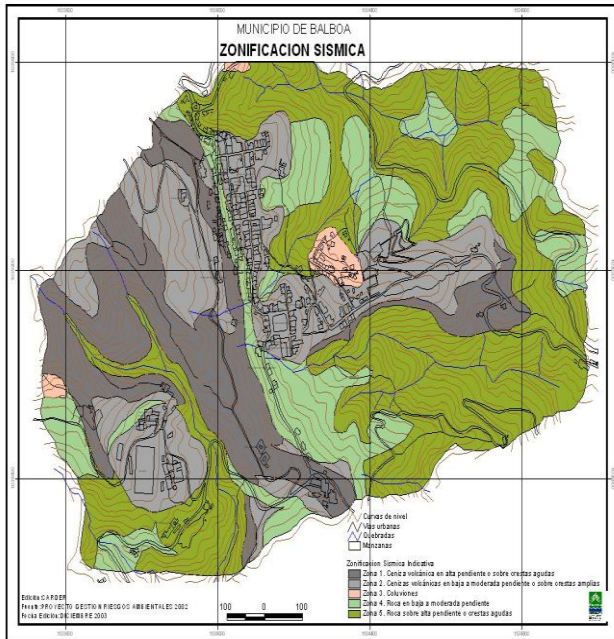 MUNICIPIO DE BALBOA
ZONIFICACION SISMICA
Curvas de nivel
Vias urbanas
Quebradas
Manzanas
Zonificacion Sismica Indicativa
Zona 1. Ceniza volcánica en alta pendiente o sobre crestas agudas
Zona 2. Cenizas volcánicas en baja a moderada pendiente o sobre crestas amplias
Zona 3. Coluviones
Zona 4. Roca en baja a moderada pendiente
Zona 5. Roca sobre alta pendiente o crestas agudas
Edición: CARDER
Fuente: PROYECTO GESTION RIESGOS AMBIENTALES 2002
Fecha Edición: DICIEMBRE 2003
100 0 100